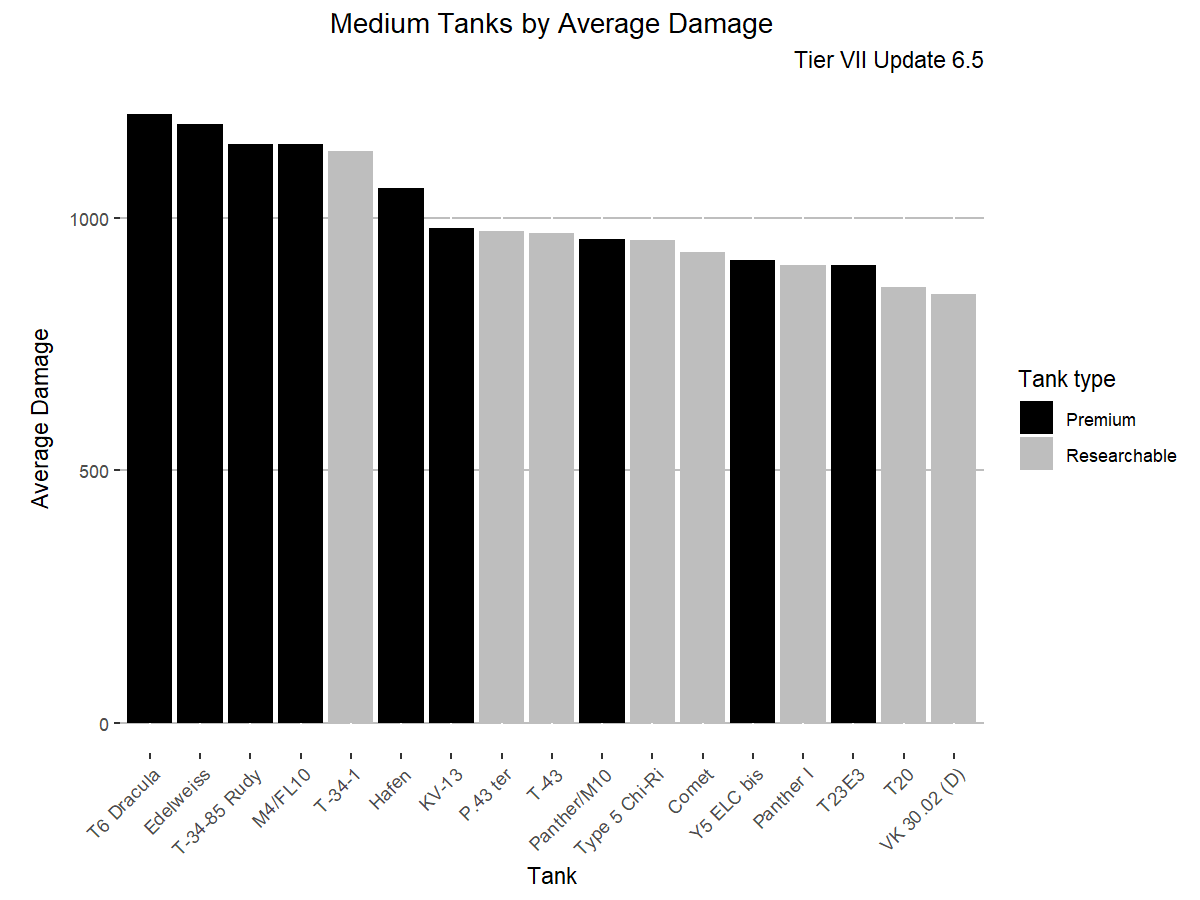 Medium Tanks by Average Damage
Tier VII Update 6.5
Average Damage
1000
500
0
T6 Dracula
Edelweiss
T-34-85 Rudy
M4/FL10
T-34-1
Hafen
KV-13
P.43 ter
T-43
Panther/M10
Type 5 Chi-Ri
Comet
Y5 ELC bis
Panther I
T23E3
T20
VK 30.02 (D)
Tank
Tank type
Premium
Researchable